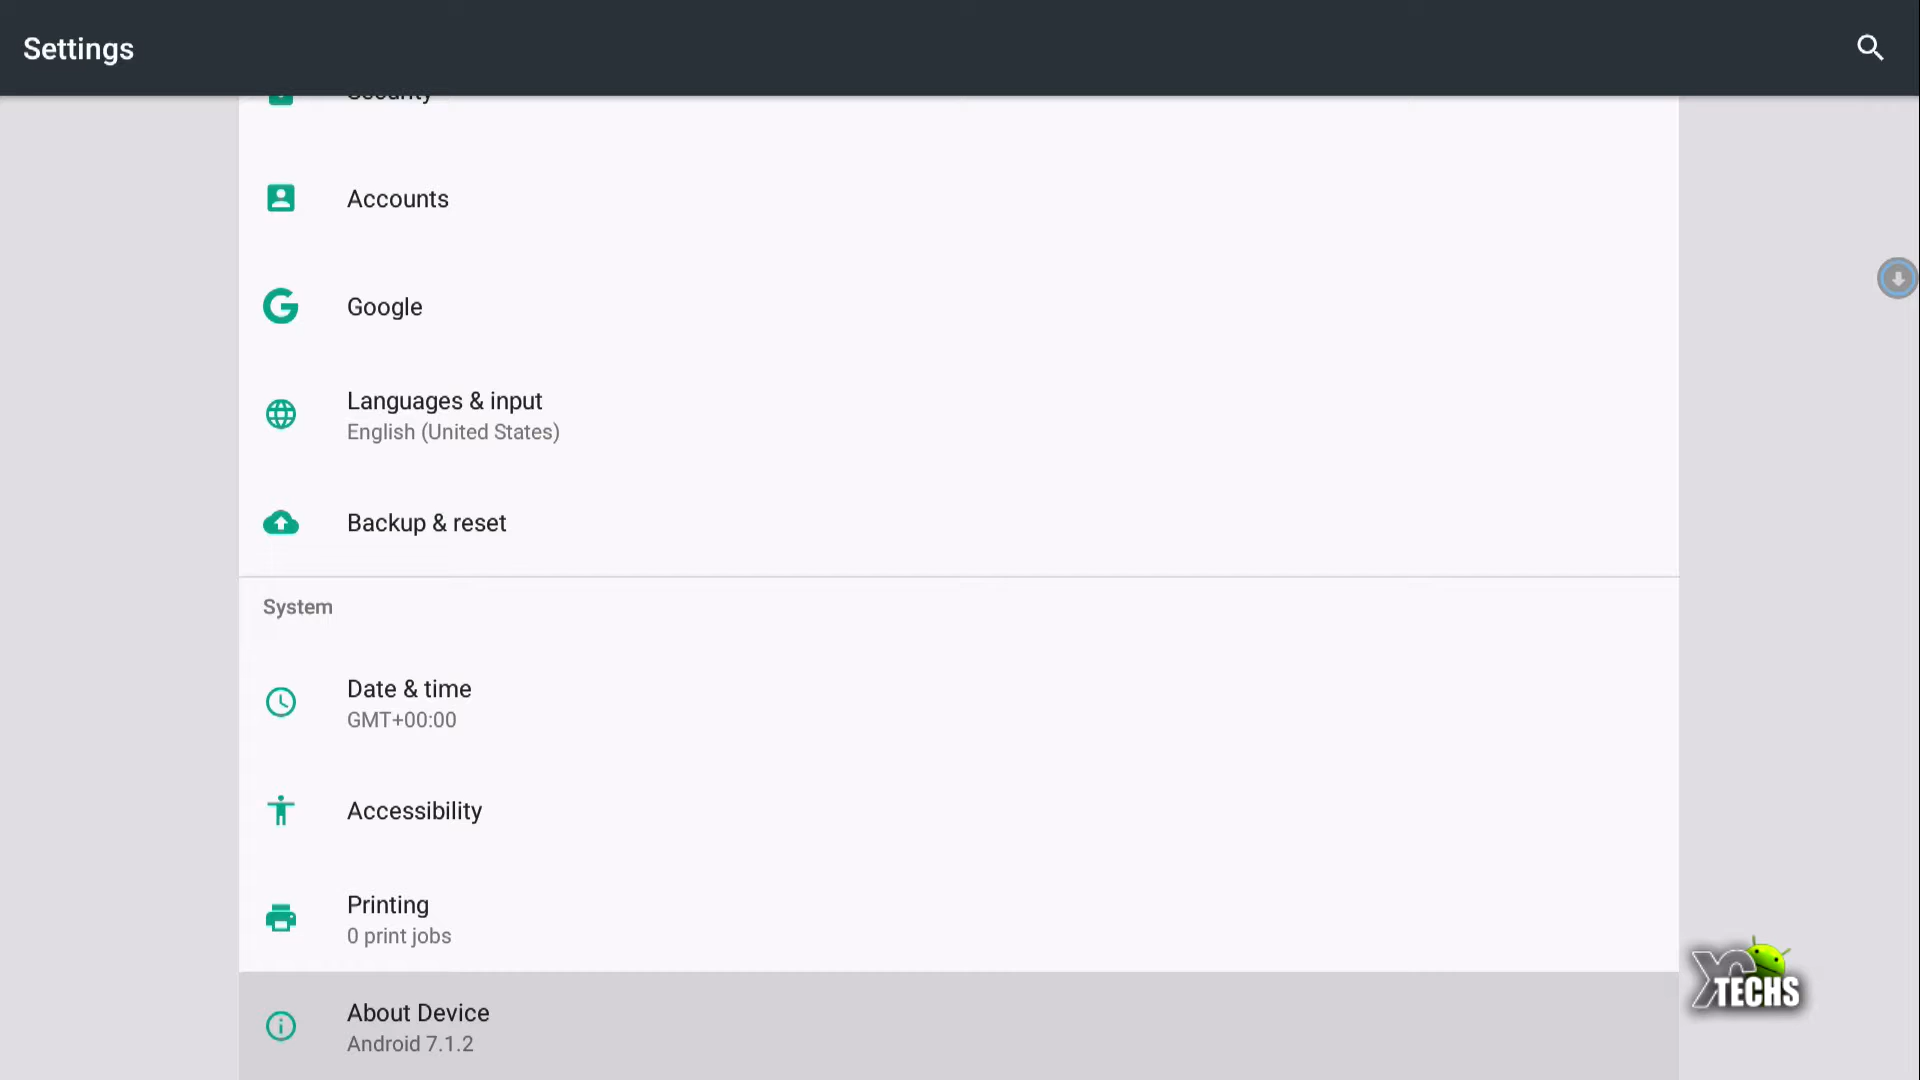 Settings
Security
Accounts
Google
Languages & input
English (United States)
Backup & reset
System
Date & time
GMT+00:00
Accessibility
Printing
0 print jobs
About Device
Android 7.1.2
TECHS